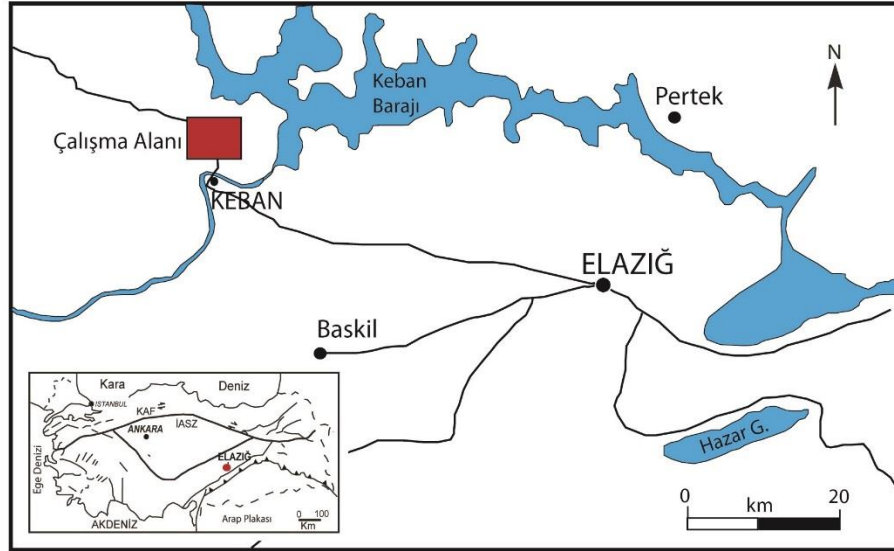 N
Keban
Barajı
Pertek
Çalışma Alanı
KEBAN
ELAZIĞ
Baskil
Hazar G.
0 20
km
Kara Deniz
İSTANBUL
KAF
İASZ
ANKARA
ELAZIĞ
Ege Denizi
AKDENİZ
Arap Plakası
0 100
Km